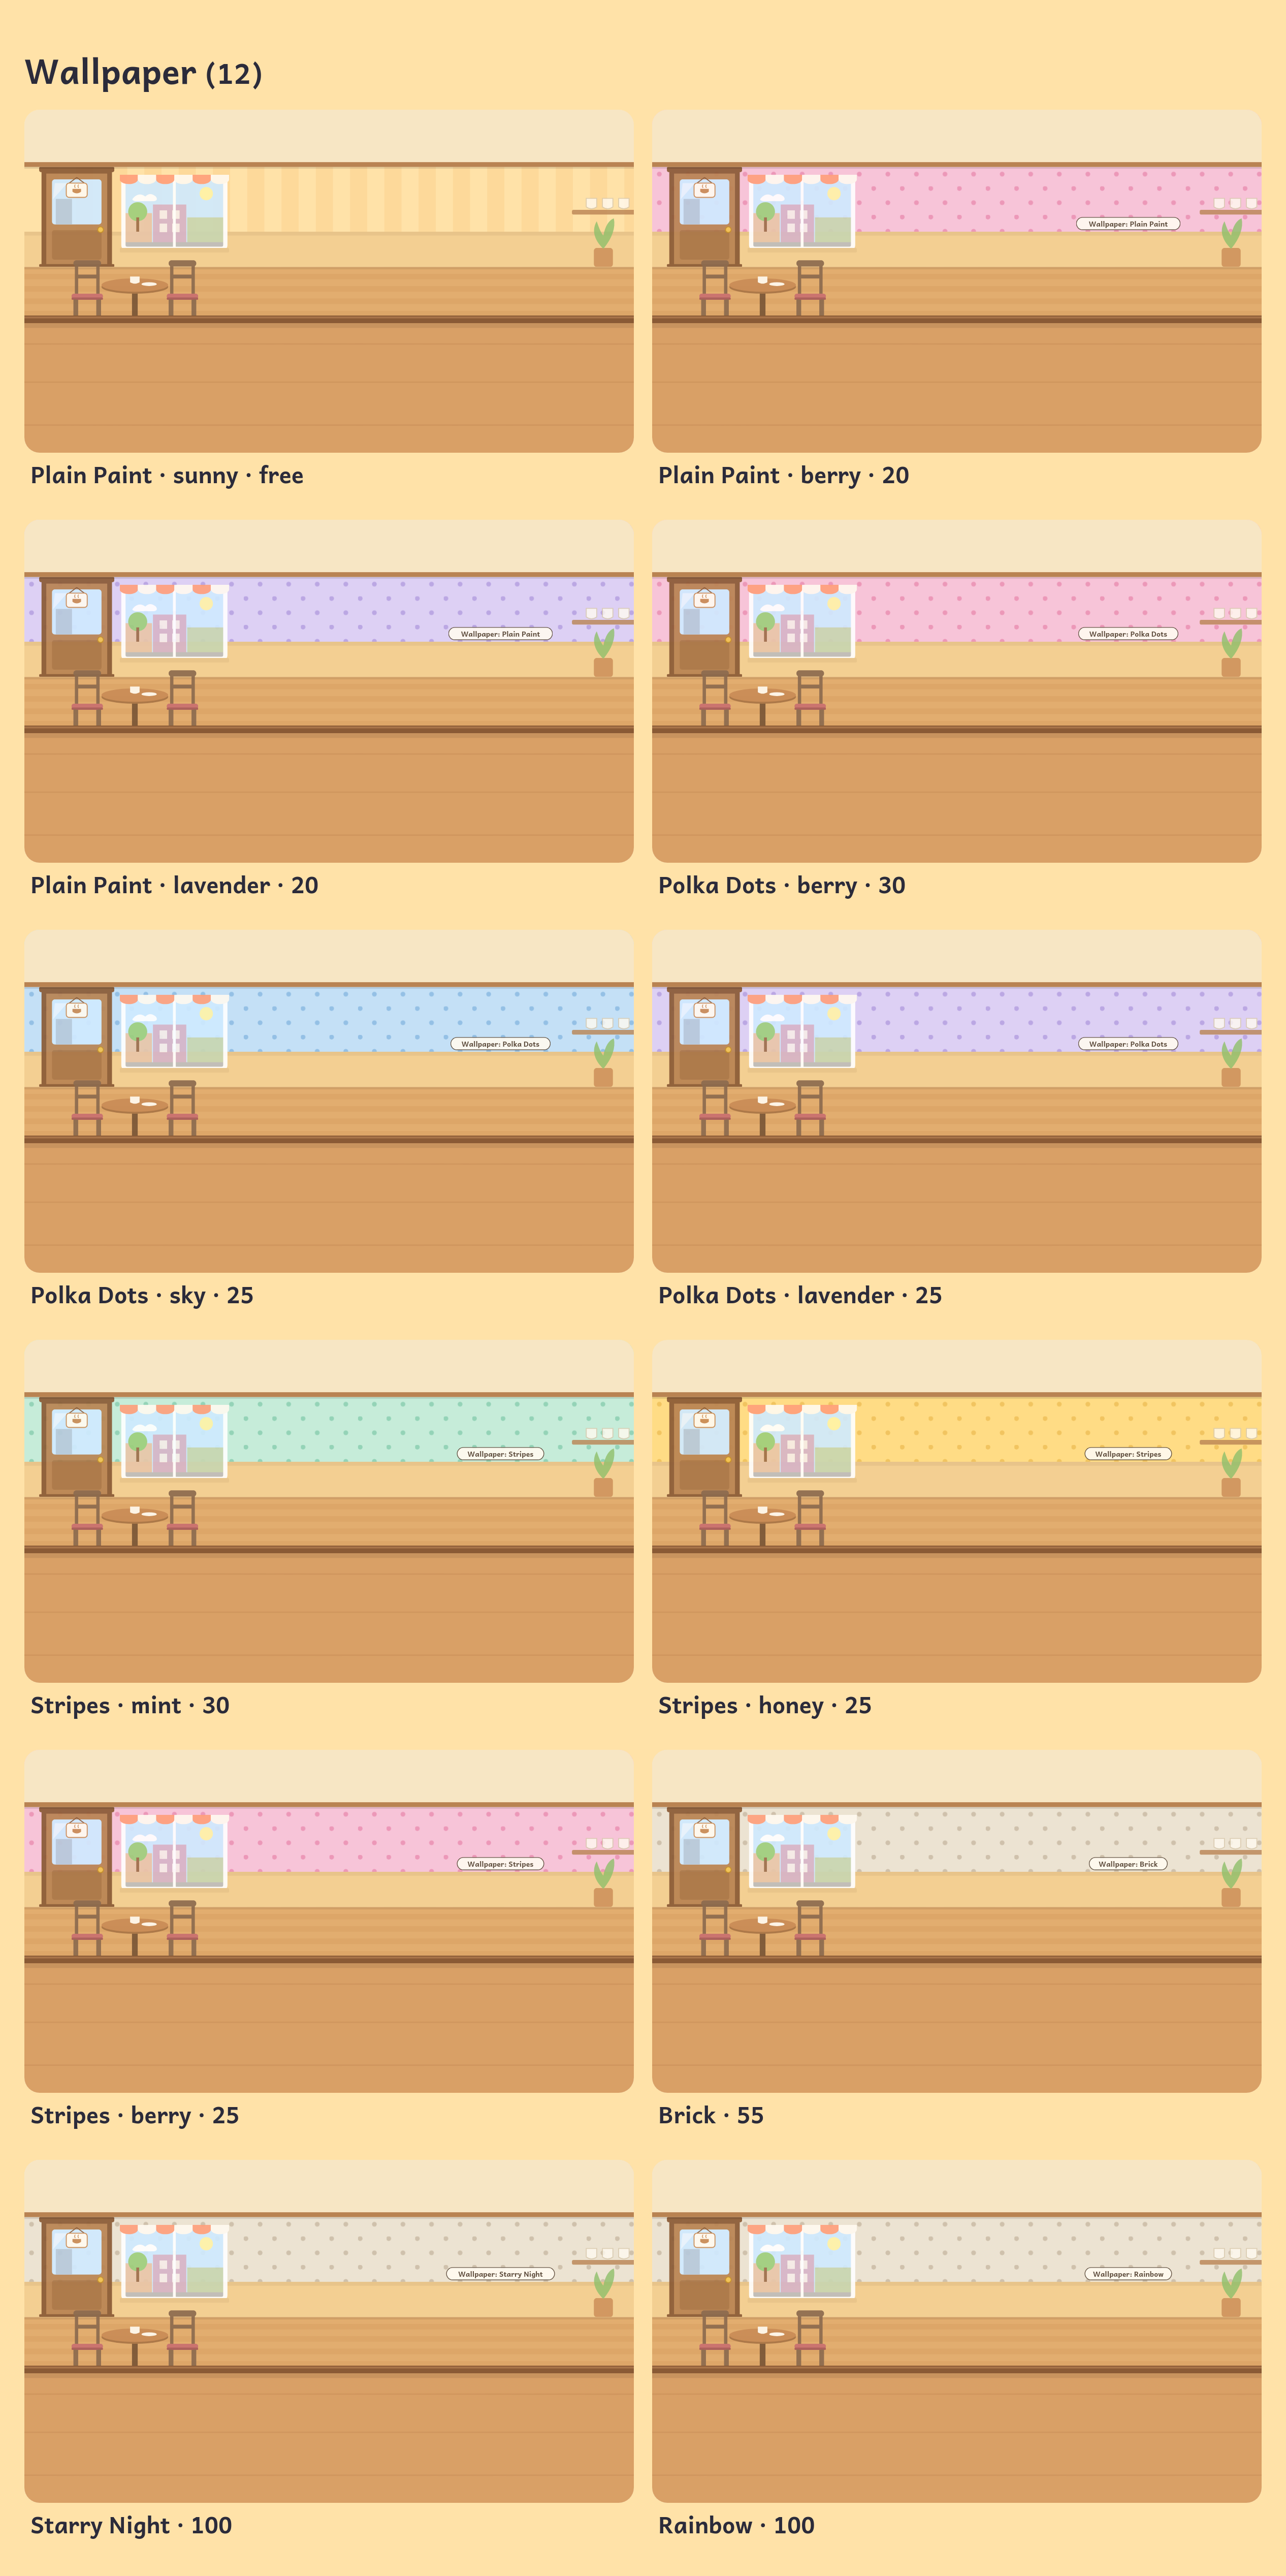 Wallpaper (12)
Plain Paint · sunny · free
Wallpaper: Plain Paint
Plain Paint · berry · 20
Wallpaper: Plain Paint
Plain Paint · lavender · 20
Wallpaper: Polka Dots
Polka Dots · berry · 30
Wallpaper: Polka Dots
Polka Dots · sky · 25
Wallpaper: Polka Dots
Polka Dots · lavender · 25
Wallpaper: Stripes
Stripes · mint · 30
Wallpaper: Stripes
Stripes · honey · 25
Wallpaper: Stripes
Stripes · berry · 25
Wallpaper: Brick
Brick · 55
Wallpaper: Starry Night
Starry Night · 100
Wallpaper: Rainbow
Rainbow · 100